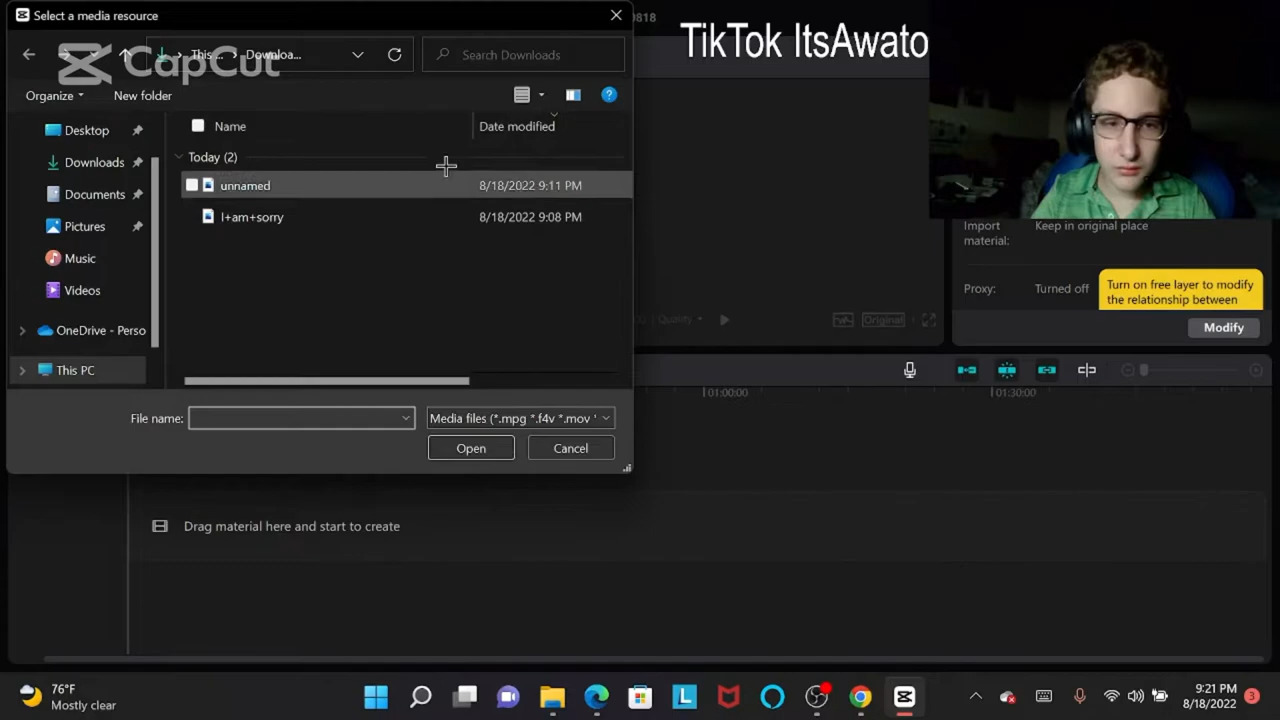 Select a media resource
0818
TikTok ItsAwato
This ...
Downloa...
Search Downloads
CapCut
Organize
New folder
Name
Date modified
Today (2)
unnamed
8/18/2022 9:11 PM
I+am+sorry
8/18/2022 9:08 PM
Desktop
Downloads
Documents
Pictures
Music
Videos
OneDrive - Perso
This PC
File name:
Media files (*.mpg *.f4v *.mov '
Open
Cancel
Import
material:
Keep in original place
Proxy:
Turned off
Turn on free layer to modify
the relationship between
Modify
Quality
Original
01:00:00
01:30:00
Drag material here and start to create
76°F
Mostly clear
9:21 PM
8/18/2022
3